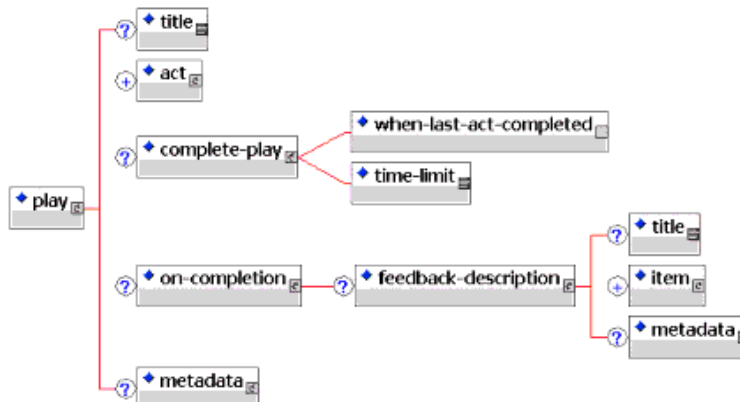 title
act
when-last-act-completed
complete-play
time-limit
play
title
on-completion
feedback-description
item
metadata
metadata